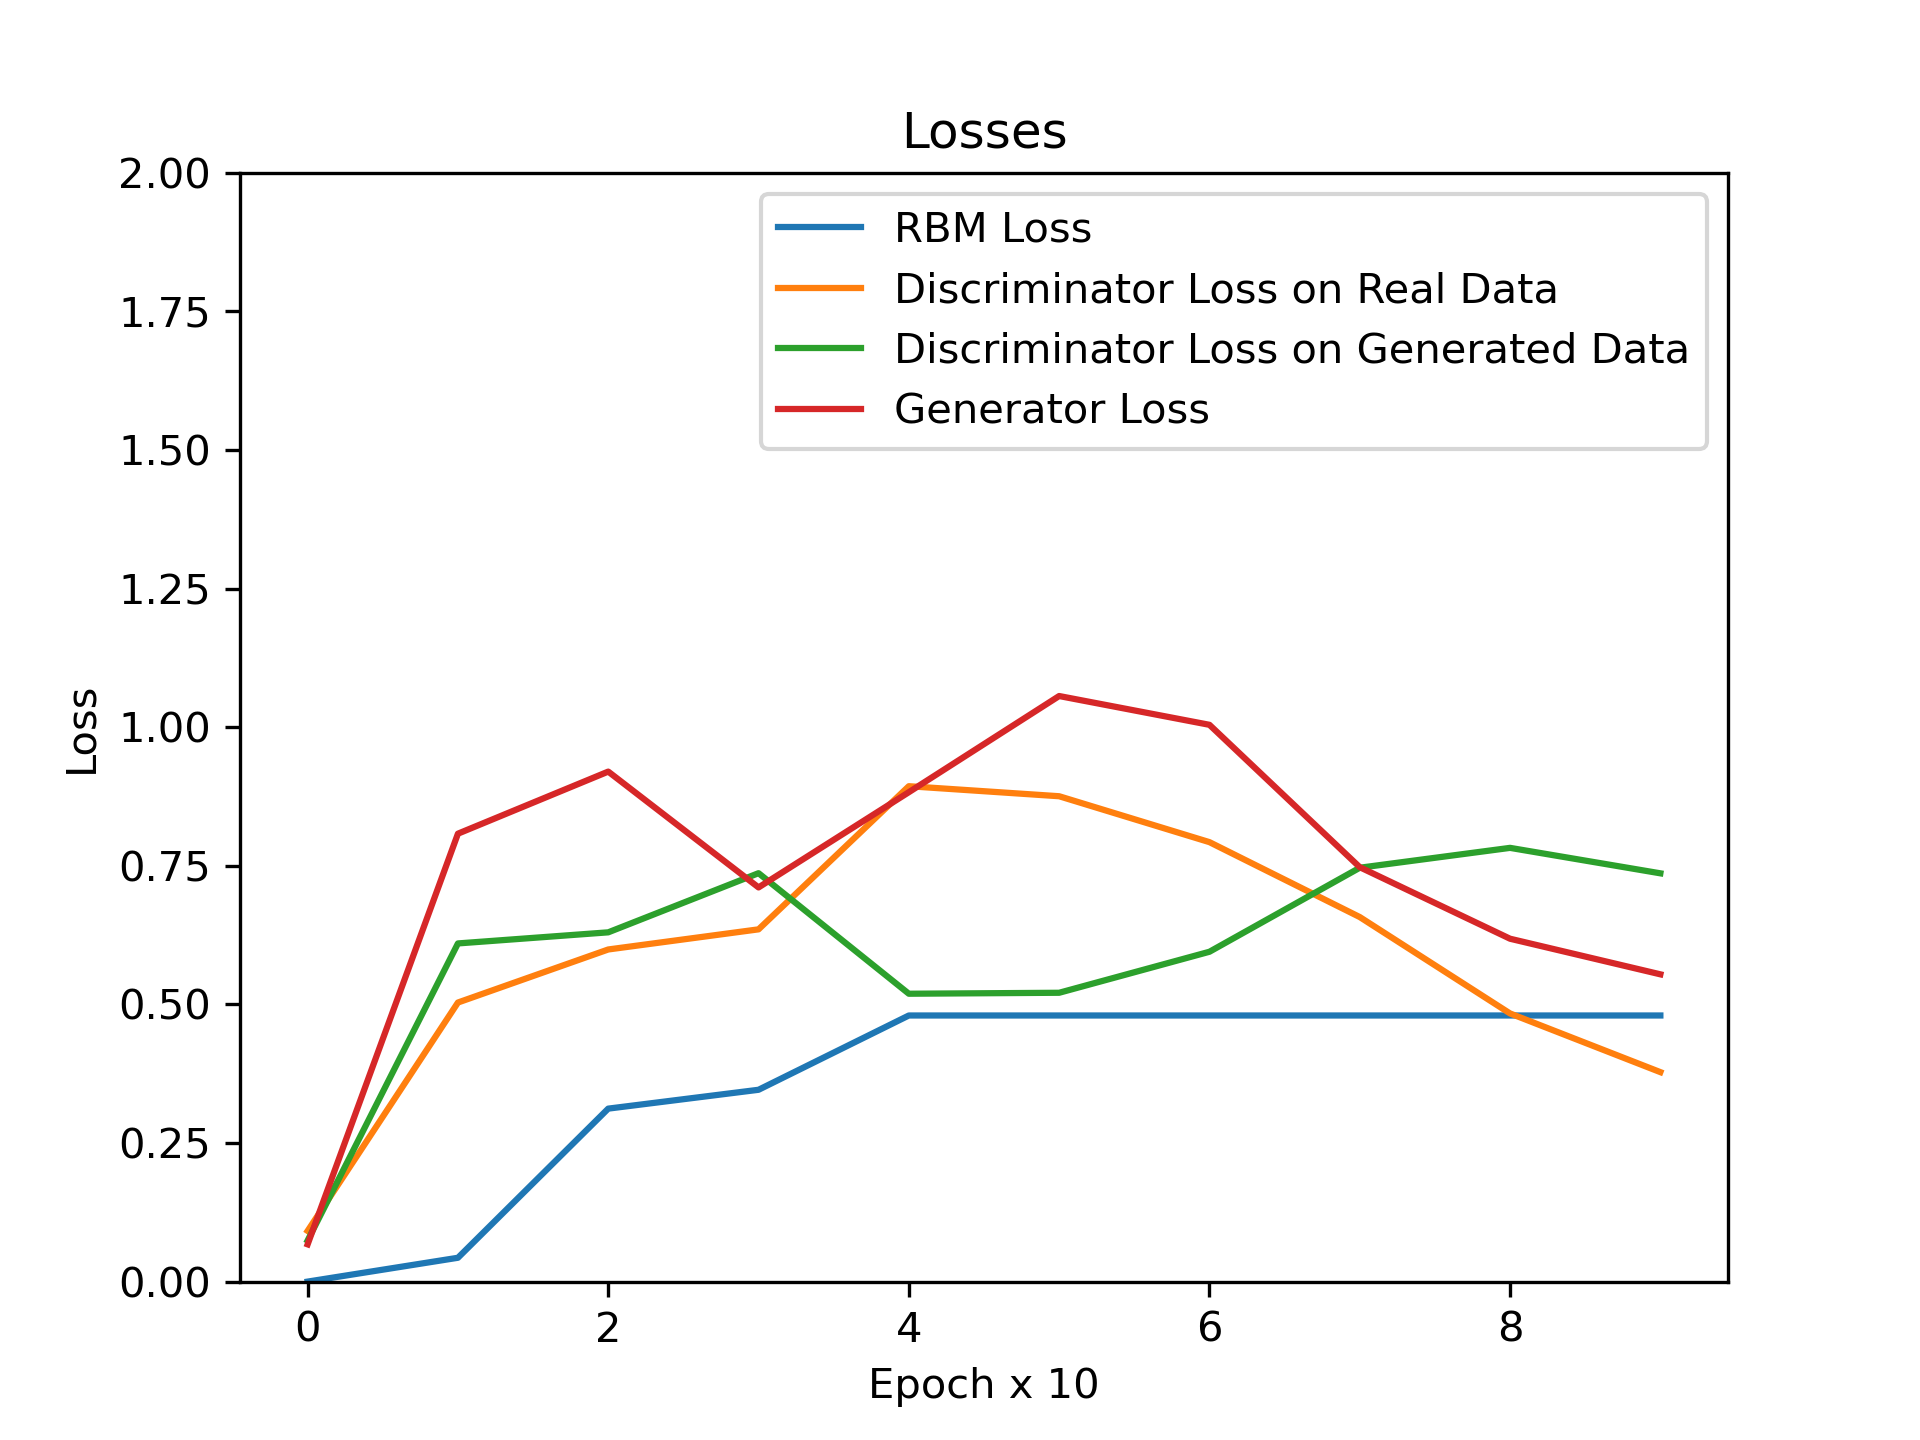 Losses
2.00
1.75
1.50
1.25
1.00
0.75
0.50
0.25
0.00
Loss
RBM Loss
Discriminator Loss on Real Data
Discriminator Loss on Generated Data
Generator Loss
0 2 4 6 8
Epoch x 10